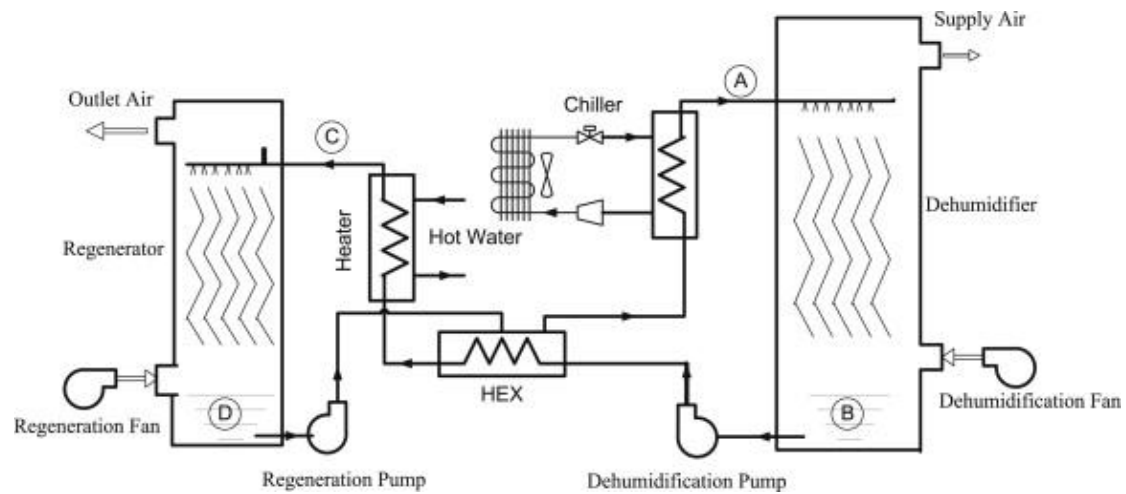 Supply Air
A
Outlet Air
Chiller
C
Dehumidifier
Regenerator
Heater
Hot Water
HEX
D
B
Regeneration Fan
Dehumidification Fan
Regeneration Pump
Dehumidification Pump